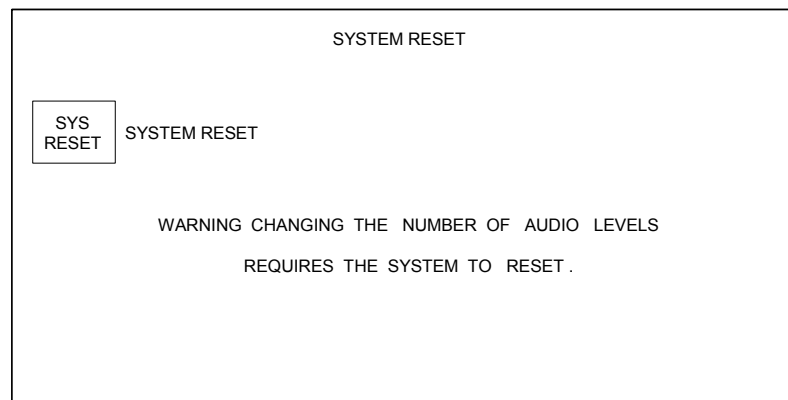 SYSTEM RESET
SYS
RESET
SYSTEM RESET
WARNING CHANGING THE NUMBER OF AUDIO LEVELS
REQUIRES THE SYSTEM TO RESET .